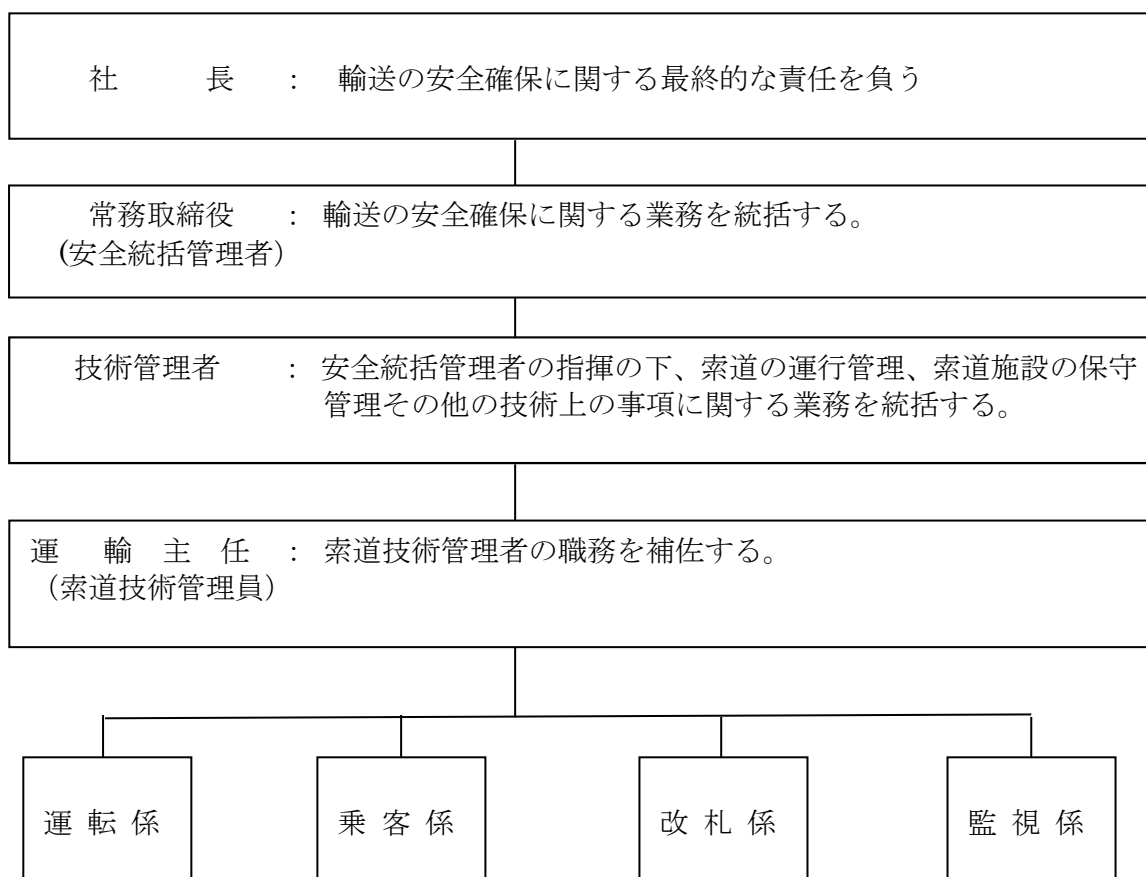 社　　　長　：　輸送の安全確保に関する最終的な責任を負う
常務取締役　：　輸送の安全確保に関する業務を統括する。
(安全統括管理者）
技術管理者　：　安全統括管理者の指揮の下、索道の運行管理、索道施設の保守
管理その他の技術上の事項に関する業務を統括する。
運　輸　主　任　：　索道技術管理者の職務を補佐する。
（索道技術管理員）
運 転 係　乗 客 係　改 札 係　監 視 係